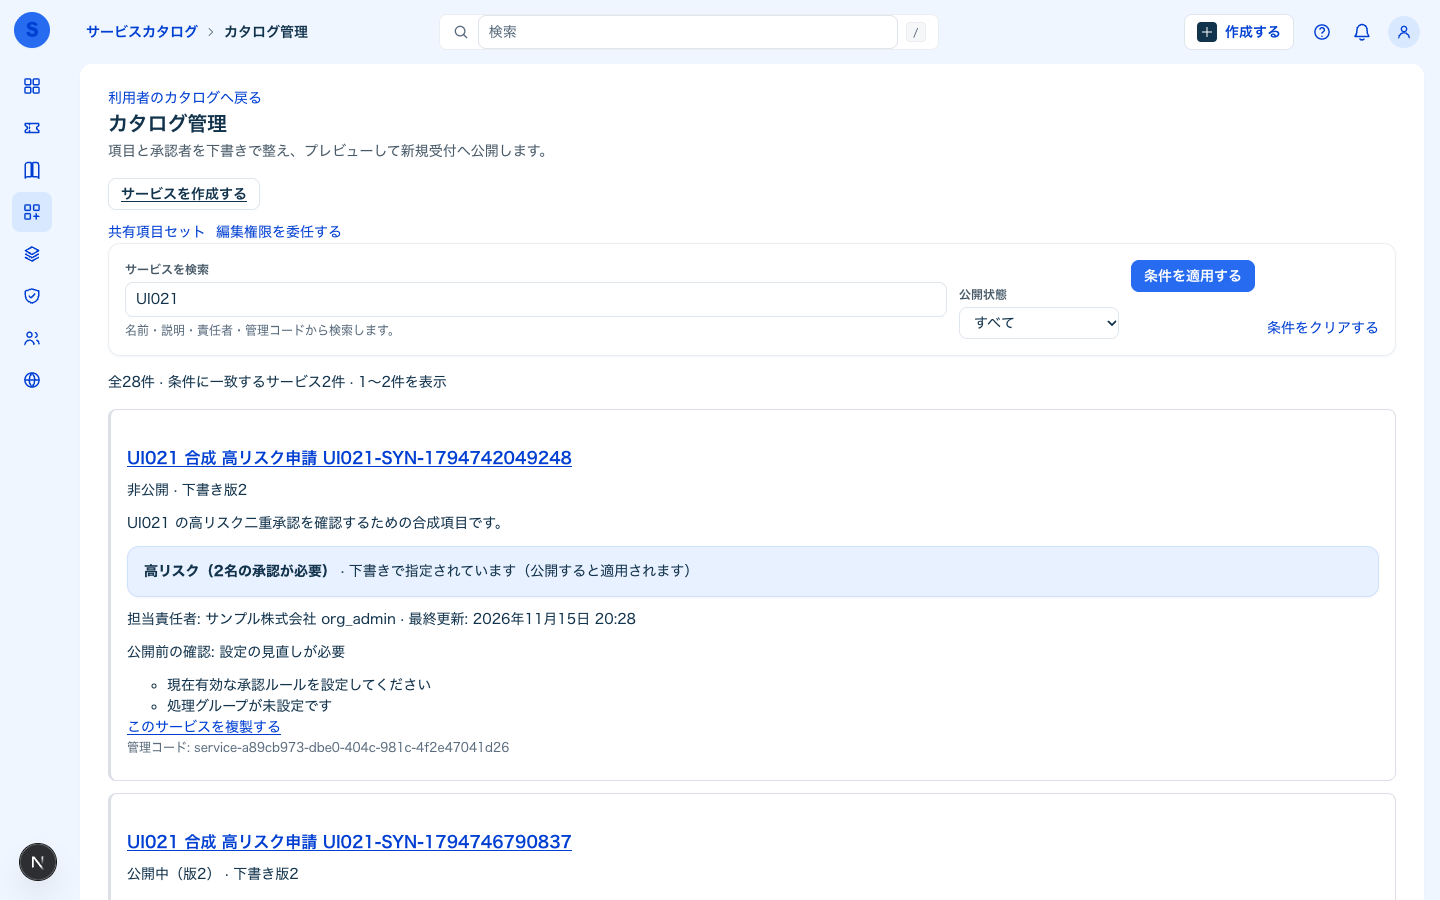 S
サービスカタログ > カタログ管理
検索
/
作成する
利用者のカタログへ戻る
カタログ管理
項目と承認者を下書きで整え、プレビューして新規受付へ公開します。
サービスを作成する
共有項目セット 編集権限を委任する
サービスを検索
UI021
名前・説明・責任者・管理コードから検索します。
公開状態
すべて
条件を適用する
条件をクリアする
全28件 · 条件に一致するサービス2件 · 1〜2件を表示
UI021 合成 高リスク申請 UI021-SYN-1794742049248
非公開 · 下書き版2
UI021 の高リスク二重承認を確認するための合成項目です。
高リスク（2名の承認が必要） · 下書きで指定されています（公開すると適用されます）
担当責任者: サンプル株式会社 org_admin · 最終更新: 2026年11月15日 20:28
公開前の確認: 設定の見直しが必要
現在有効な承認ルールを設定してください
処理グループが未設定です
このサービスを複製する
管理コード: service-a89cb973-dbe0-404c-981c-4f2e47041d26
UI021 合成 高リスク申請 UI021-SYN-1794746790837
公開中（版2） · 下書き版2
N